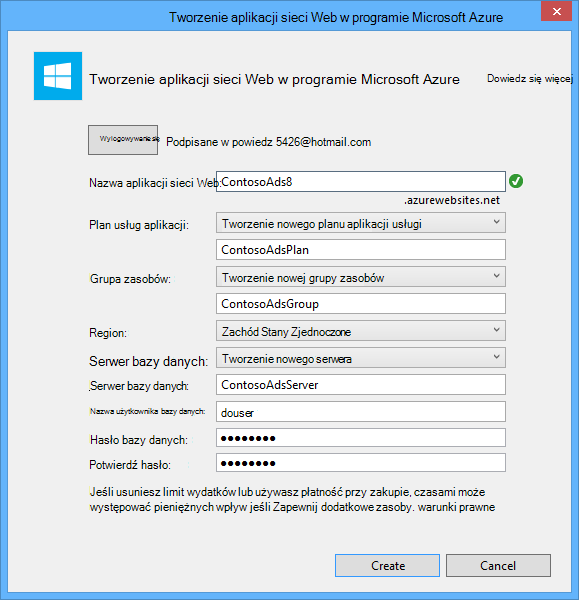 Tworzenie aplikacji sieci Web w programie Microsoft Azure
Tworzenie aplikacji sieci Web w programie Microsoft Azure
Dowiedz się więcej
Wylogowywanie się
Podpisane w powiedz 5426@hotmail.com
Nazwa aplikacji sieci Web: ContosoAds8
.azurewebsites.net
Plan usług aplikacji: Tworzenie nowego planu aplikacji usługi
ContosoAdsPlan
Grupa zasobów: Tworzenie nowej grupy zasobów
ContosoAdsGroup
Region: Zachód Stany Zjednoczone
Serwer bazy danych: Tworzenie nowego serwera
Serwer bazy danych: ContosoAdsServer
Nazwa użytkownika bazy danych: douser
Hasło bazy danych: ●●●●●●●●
Potwierdź hasło: ●●●●●●●●
Jeśli usuniesz limit wydatków lub używasz płatność przy zakupie, czasami może
występować pieniężnych wpływ jeśli Zapewnij dodatkowe zasoby. warunki prawne
Create
Cancel